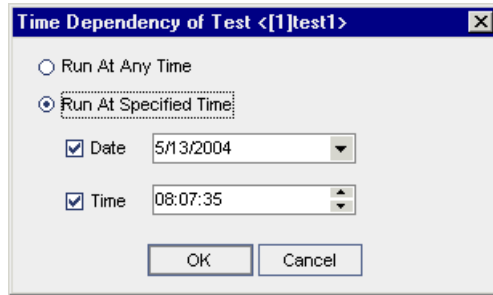 Time Dependency of Test <[1]test1>
Run At Any Time
Run At Specified Time
Date 5/13/2004
Time 08:07:35
OK Cancel